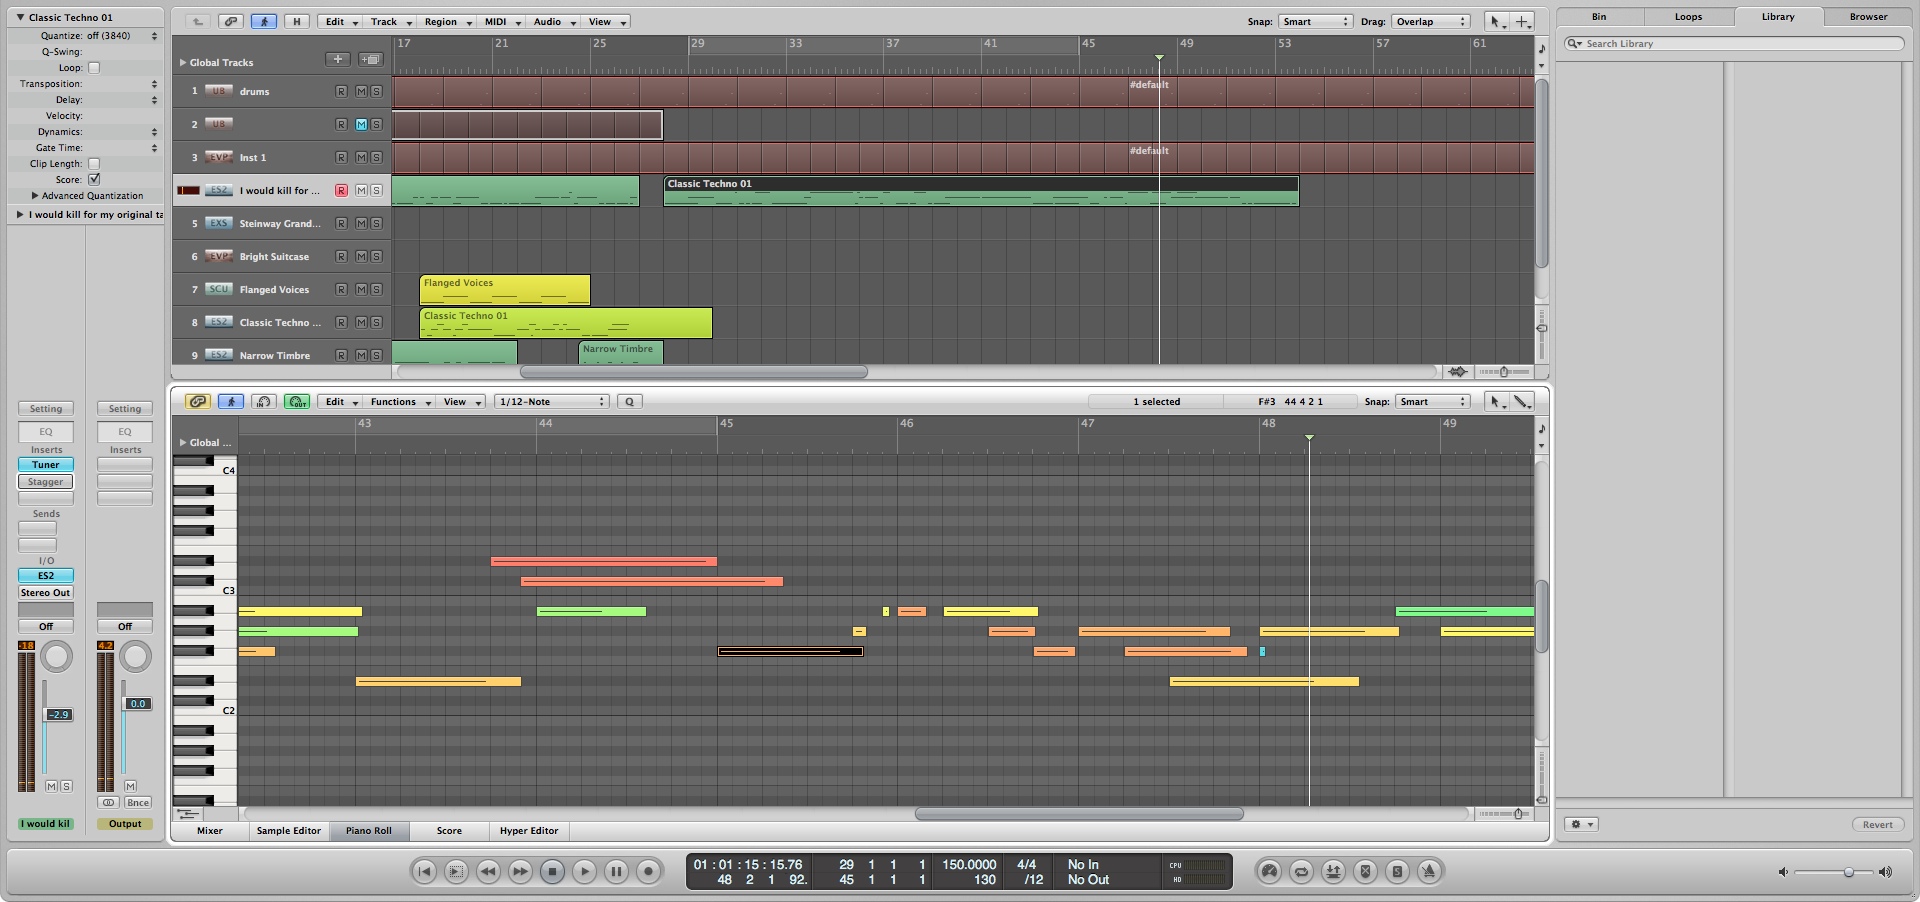 Classic Techno 01
Quantize: off (3840)
Q-Swing:
Loop:
Transposition:
Delay:
Velocity:
Dynamics:
Gate Time:
Clip Length:
Score:
Advanced Quantization
I would kill for my original ta
H Edit Track Region MIDI Audio View Snap: Smart Drag: Overlap
17 21 25 29 33 37 41 45 49 53 57 61
Global Tracks
1 UB drums R M S #default
2 UB R M S
3 EVP Inst 1 R M S #default
ES2 I would kill for ... R M S Classic Techno 01
5 EXS Steinway Grand... R M S
6 EVP Bright Suitcase R M S
7 SCU Flanged Voices R M S Flanged Voices
8 ES2 Classic Techno ... R M S Classic Techno 01
9 ES2 Narrow Timbre R M S Narrow Timbre
Bin Loops Library Browser
Search Library
Revert
Setting Setting
EQ EQ
Inserts Inserts
Tuner
Stagger
Sends
I/O
ES2
Stereo Out
Off Off
-18 4.2
-2.9 0.0
M S M
Bnce
I would kil Output
IN OUT Edit Functions View 1/12-Note Q 1 selected F#3 44 4 2 1 Snap: Smart
43 44 45 46 47 48 49
Global ...
C4
C3
C2
Mixer Sample Editor Piano Roll Score Hyper Editor
01 : 01 : 15 : 15.76 29 1 1 1 150.0000 4/4 No In CPU
48 2 1 92. 45 1 1 1 130 /12 No Out HD
S